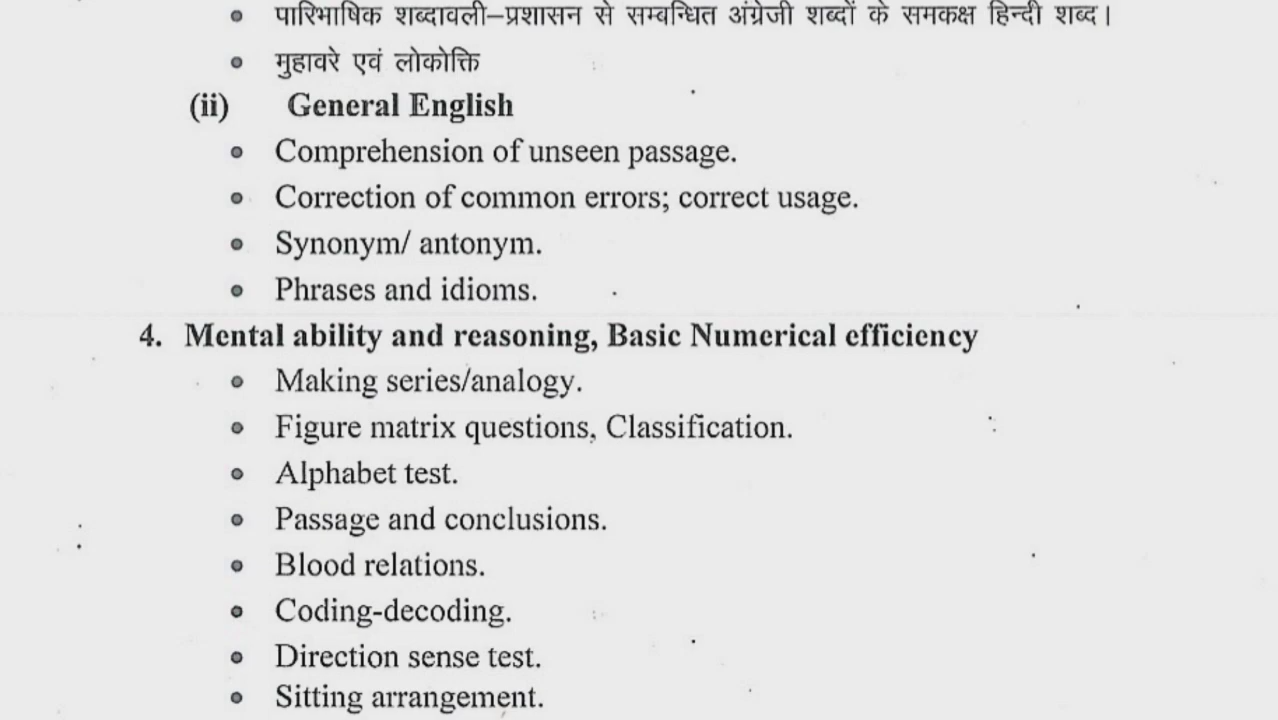 • पारिभाषिक शब्दावली–प्रशासन से सम्बन्धित अंग्रेजी शब्दों के समकक्ष हिन्दी शब्द।
• मुहावरे एवं लोकोक्ति
(ii) General English
• Comprehension of unseen passage.
• Correction of common errors; correct usage.
• Synonym/ antonym.
• Phrases and idioms.
4. Mental ability and reasoning, Basic Numerical efficiency
• Making series/analogy.
• Figure matrix questions, Classification.
• Alphabet test.
• Passage and conclusions.
• Blood relations.
• Coding-decoding.
• Direction sense test.
• Sitting arrangement.